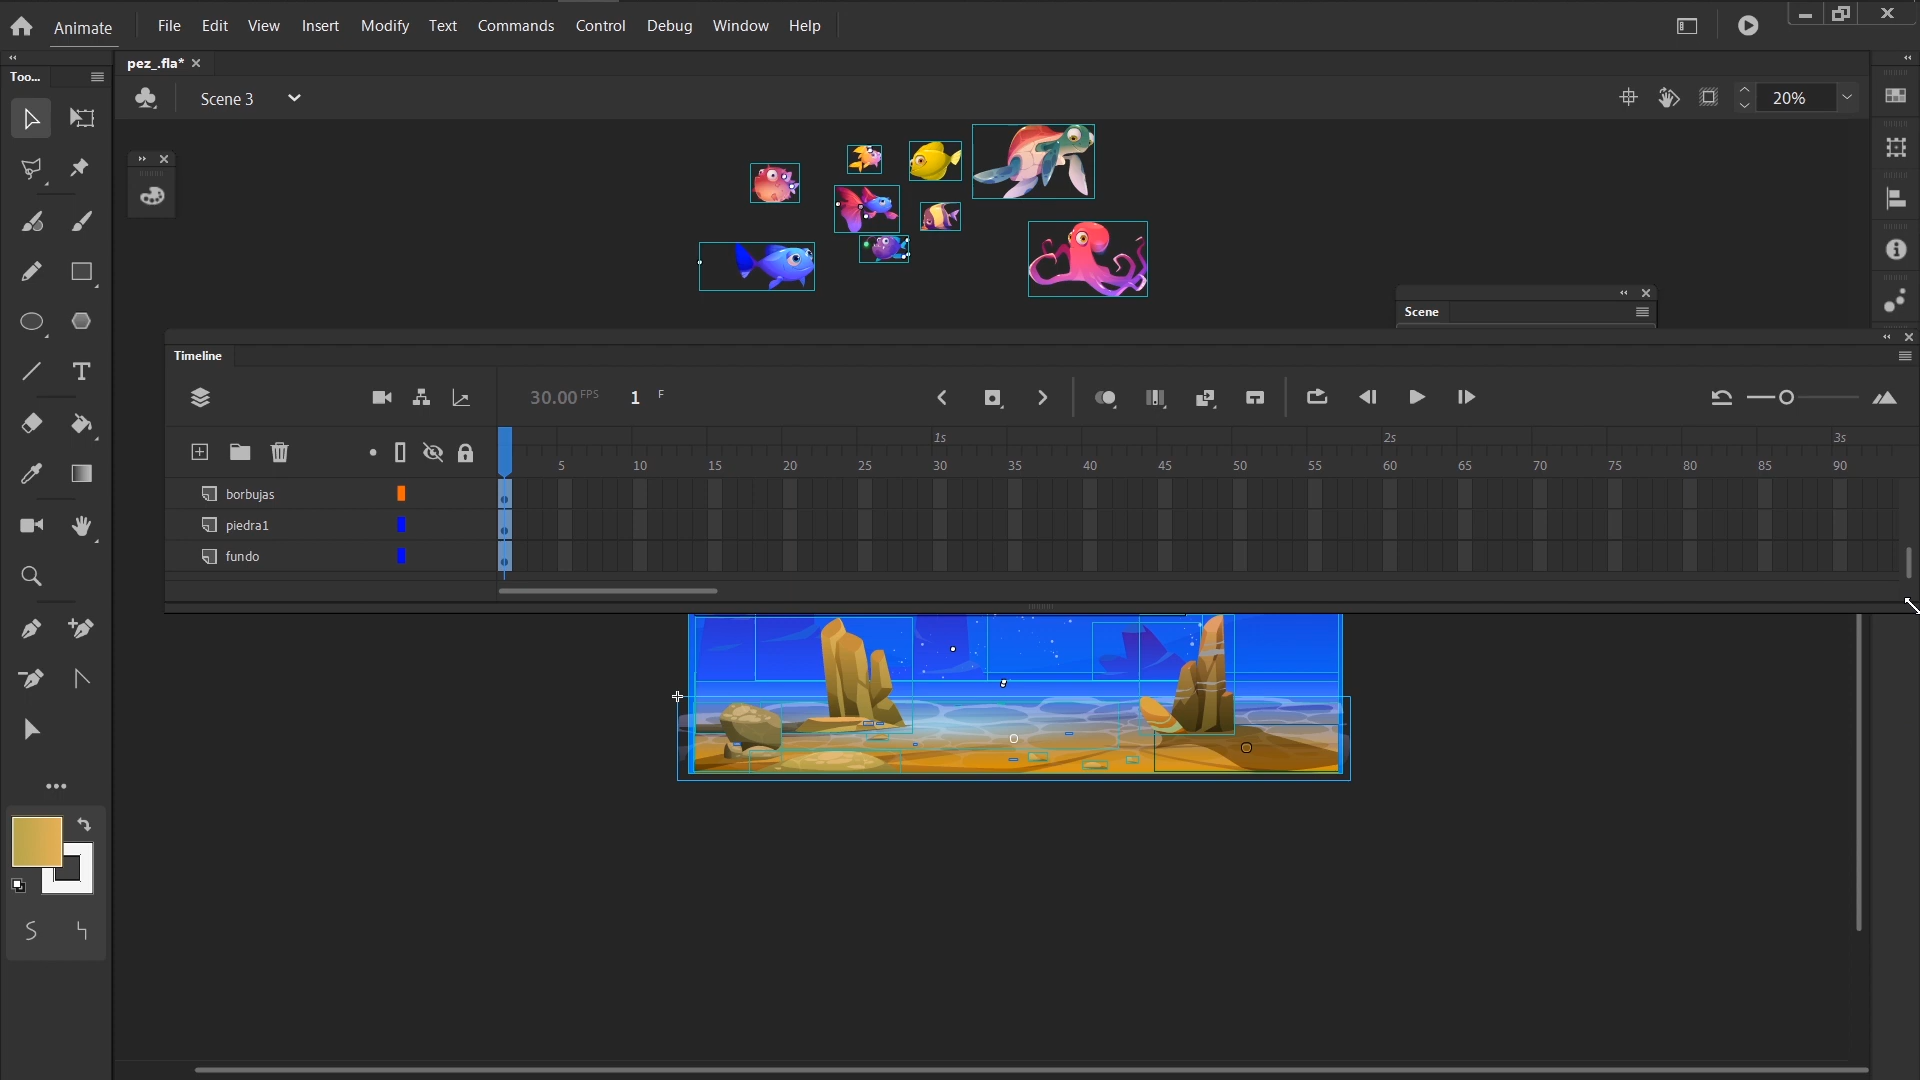 Animate File Edit View Insert Modify Text Commands Control Debug Window Help
Too...
pez_.fla*
Scene 3
20%
Scene
Timeline
30.00 FPS 1 F
1s 2s 3s
5 10 15 20 25 30 35 40 45 50 55 60 65 70 75 80 85 90
borbujas
piedra1
fundo